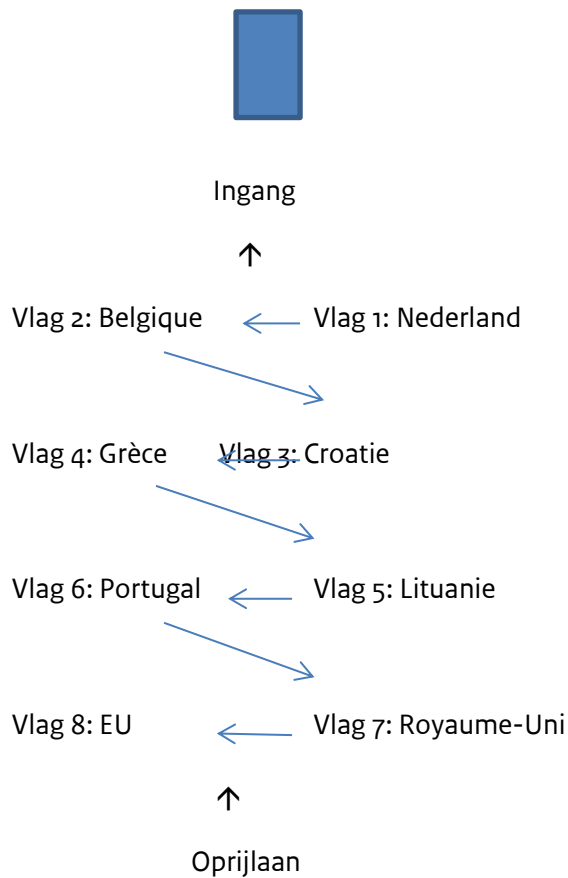 Ingang
↑
Vlag 2: Belgique Vlag 1: Nederland
Vlag 4: Grèce Vlag 3: Croatie
Vlag 6: Portugal Vlag 5: Lituanie
Vlag 8: EU Vlag 7: Royaume-Uni
↑
Oprijlaan